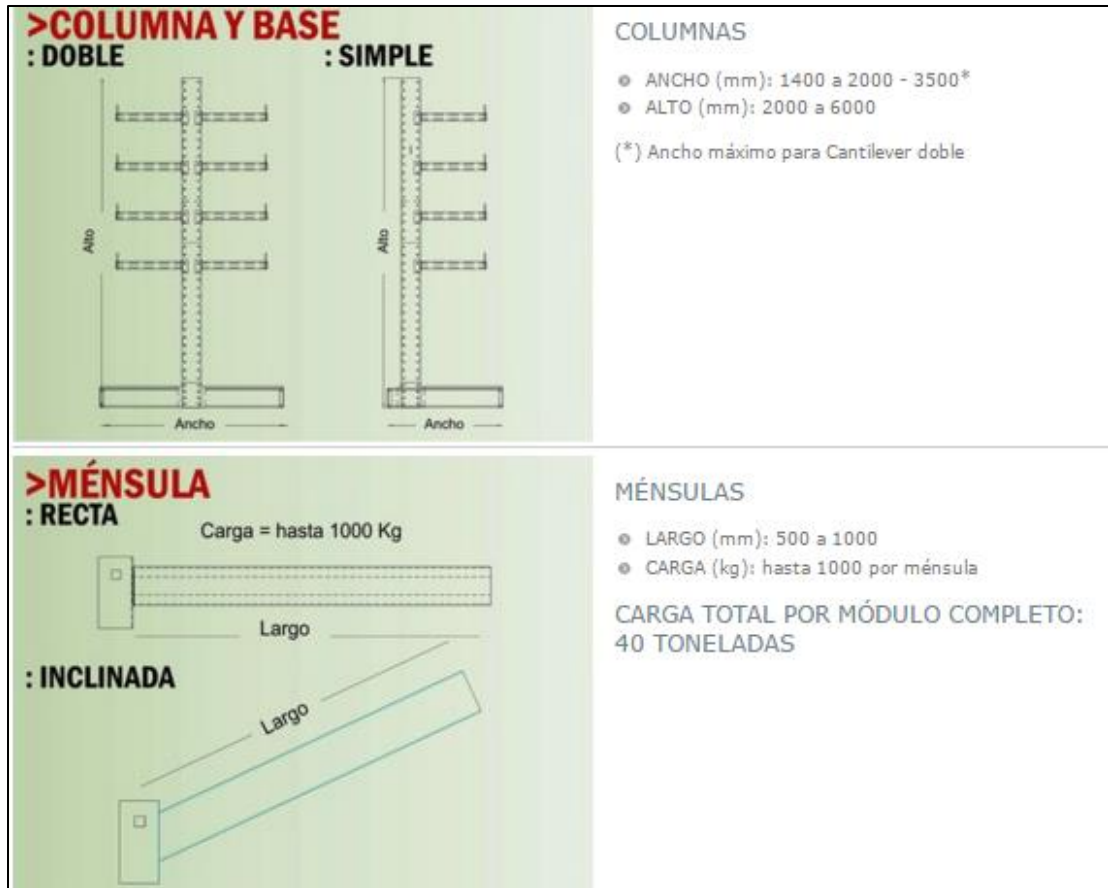 >COLUMNA Y BASE
: DOBLE
: SIMPLE
Alto
Ancho
Alto
Ancho
COLUMNAS
ANCHO (mm): 1400 a 2000 - 3500*
ALTO (mm): 2000 a 6000
(*) Ancho máximo para Cantilever doble
>MÉNSULA
: RECTA
Carga = hasta 1000 Kg
Largo
: INCLINADA
Largo
MÉNSULAS
LARGO (mm): 500 a 1000
CARGA (kg): hasta 1000 por ménsula
CARGA TOTAL POR MÓDULO COMPLETO:
40 TONELADAS